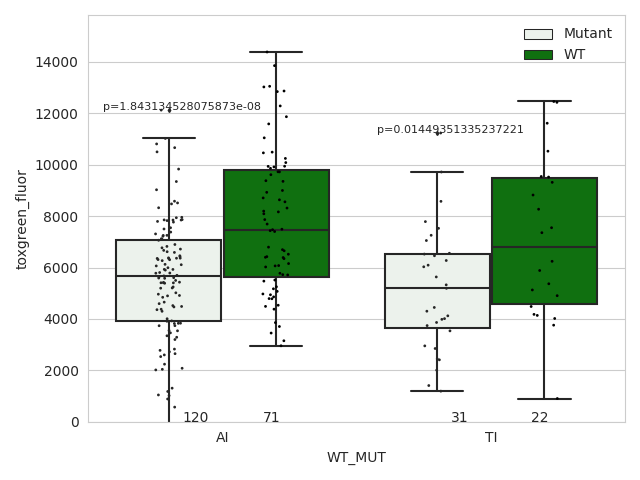 Mutant
WT
14000
12000
10000
8000
6000
4000
2000
0
toxgreen_fluor
p=1.843134528075873e-08
p=0.01449351335237221
120 71 31 22
AI TI
WT_MUT